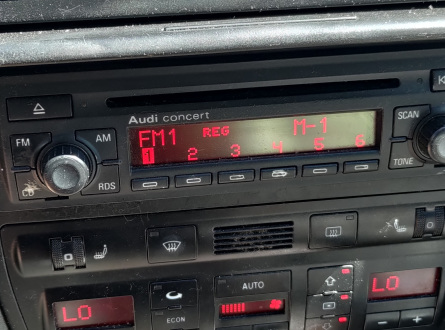 Audi concert
FM AM
SCAN
FM1 REG M-1
1 2 3 4 5 6
CD RDS
TONE
K
AUTO
LO
LO
ECON